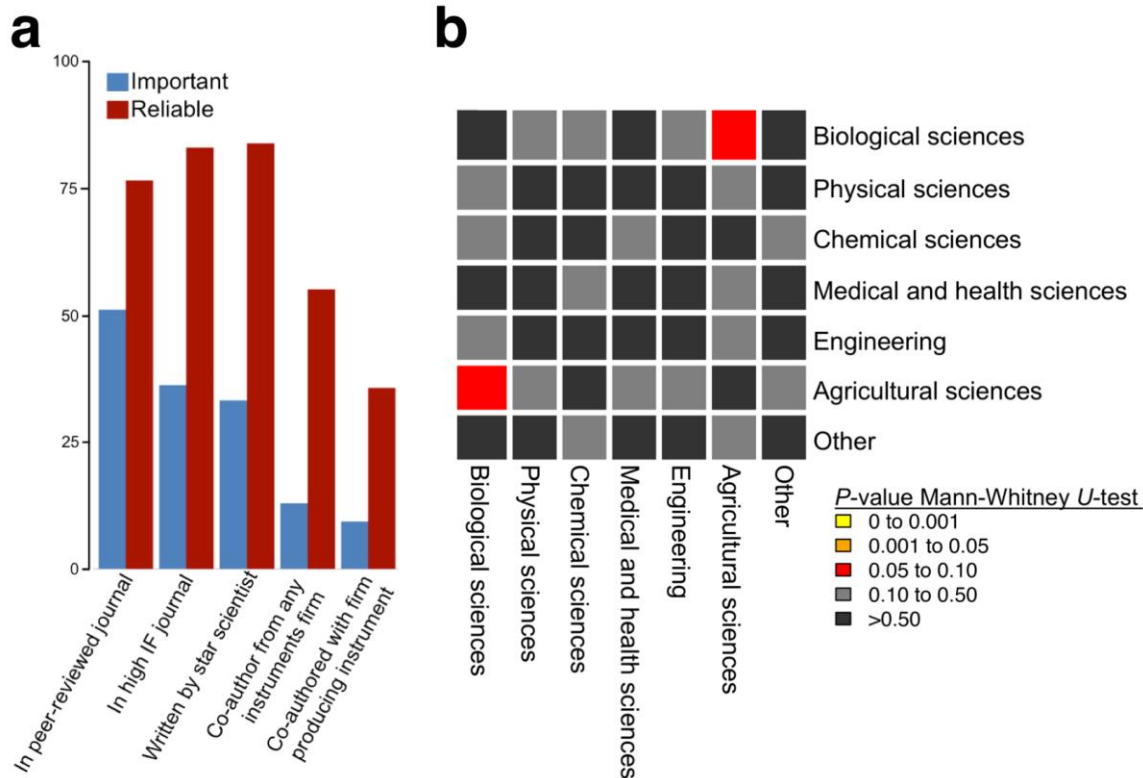 a
100
75
50
25
0
Important
Reliable
In peer-reviewed journal
In high IF journal
Written by star scientist
Co-author from any
instruments firm
Co-authored with firm
producing instrument
b
Biological sciences
Physical sciences
Chemical sciences
Medical and health sciences
Engineering
Agricultural sciences
Other
Biological sciences
Physical sciences
Chemical sciences
Medical and health sciences
Engineering
Agricultural sciences
Other
P-value Mann-Whitney U-test
0 to 0.001
0.001 to 0.05
0.05 to 0.10
0.10 to 0.50
>0.50